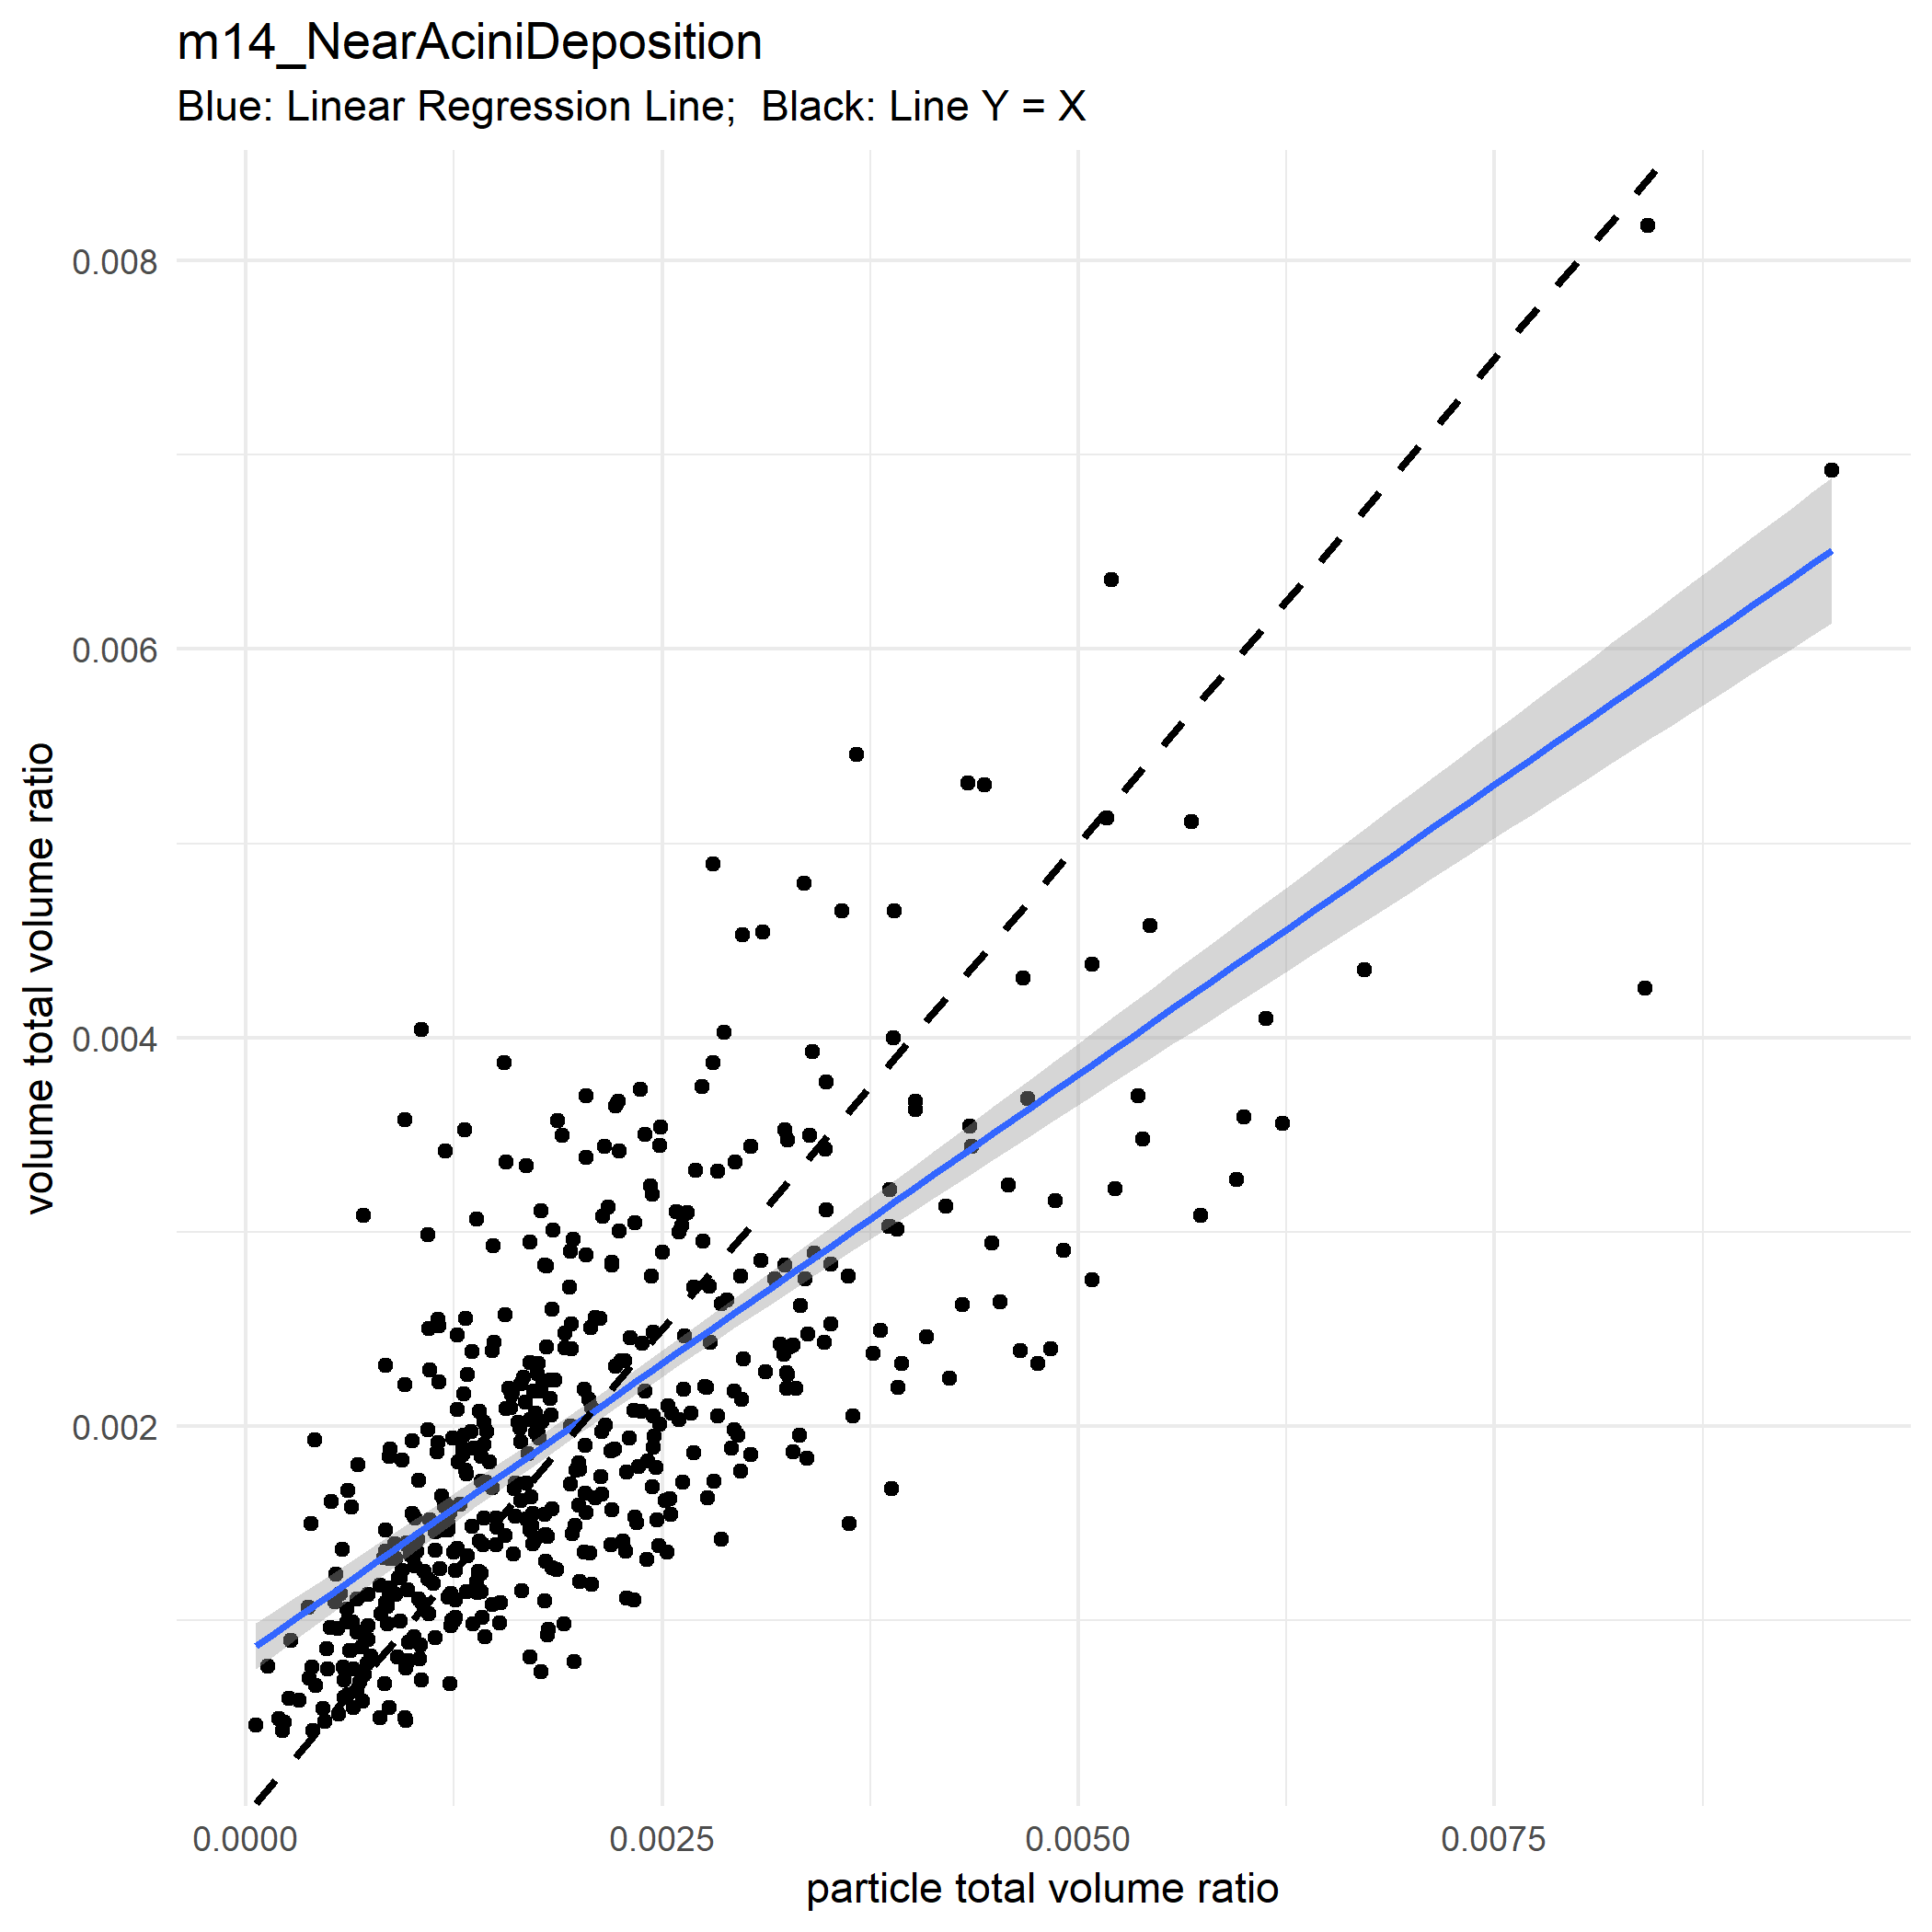 m14_NearAciniDeposition
Blue: Linear Regression Line;  Black: Line Y = X
volume total volume ratio
0.008
0.006
0.004
0.002
0.0000
0.0025
0.0050
0.0075
particle total volume ratio